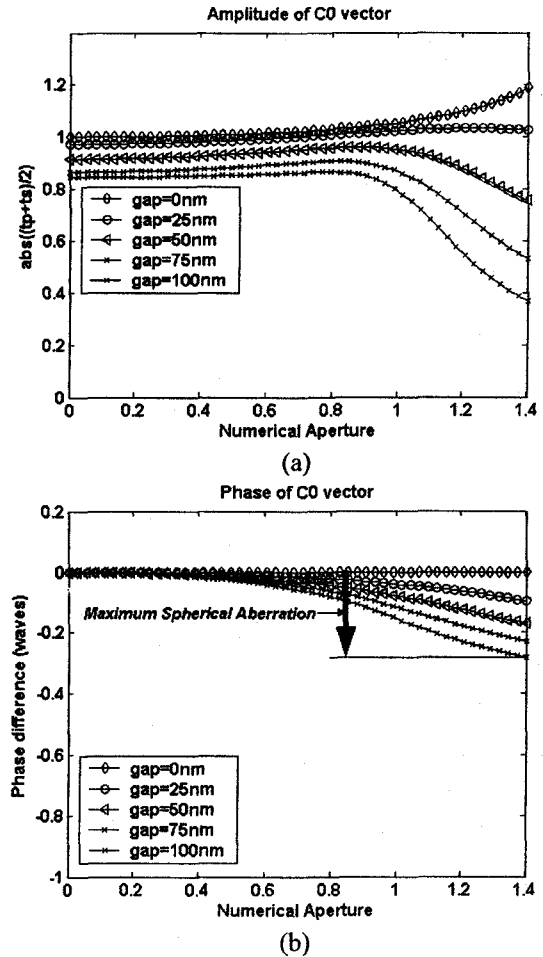 Amplitude of C0 vector
1.2
1
0.8
0.6
0.4
0.2
0
abs((tp+ts)/2)
gap=0nm
gap=25nm
gap=50nm
gap=75nm
gap=100nm
0 0.2 0.4 0.6 0.8 1 1.2 1.4
Numerical Aperture
(a)
Phase of C0 vector
0.2
0
-0.2
-0.4
-0.6
-0.8
-1
Phase difference (waves)
Maximum Spherical Aberration
gap=0nm
gap=25nm
gap=50nm
gap=75nm
gap=100nm
0 0.2 0.4 0.6 0.8 1 1.2 1.4
Numerical Aperture
(b)